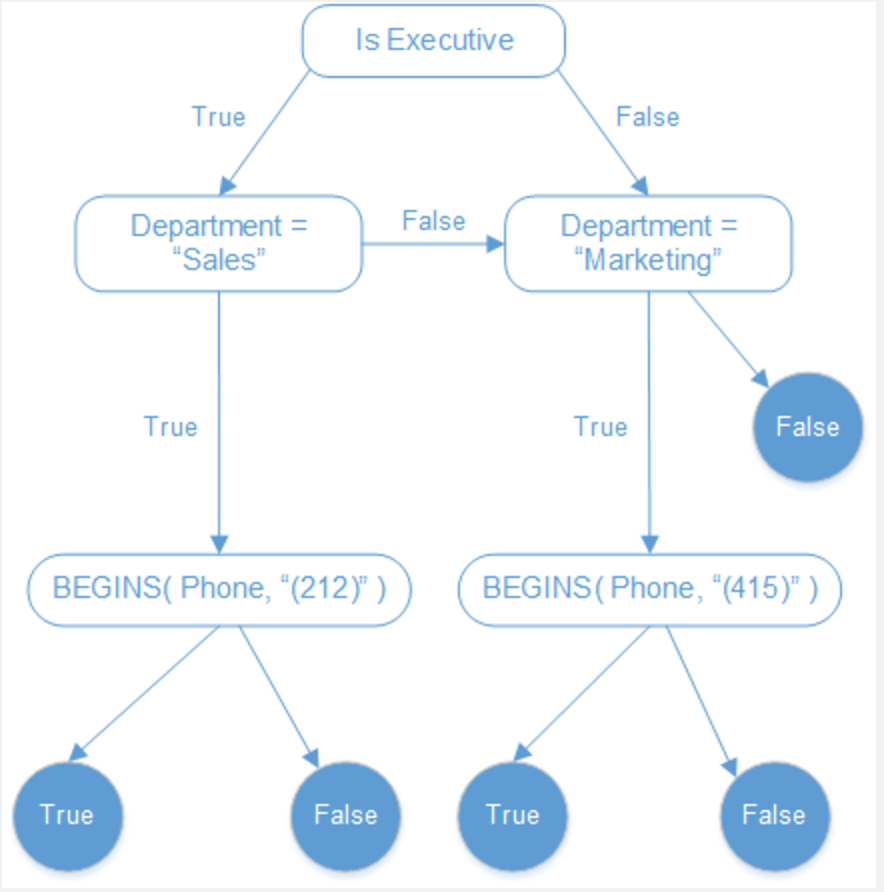 Is Executive
True
False
Department =
“Sales”
False
Department =
“Marketing”
True
True
False
BEGINS( Phone, “(212)” )
BEGINS( Phone, “(415)” )
True
False
True
False